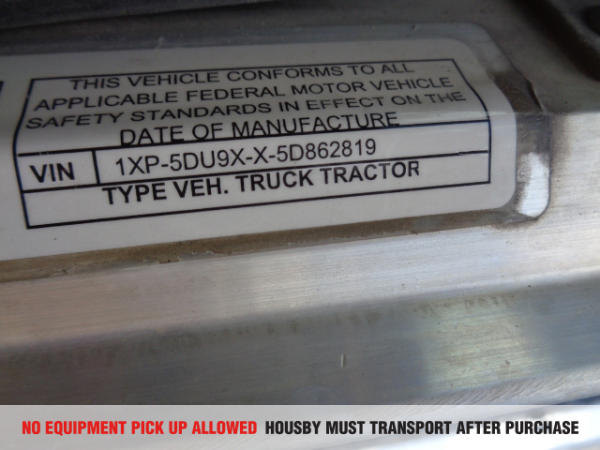 THIS VEHICLE CONFORMS TO ALL
APPLICABLE FEDERAL MOTOR VEHICLE
SAFETY STANDARDS IN EFFECT ON THE
DATE OF MANUFACTURE
VIN 1XP-5DU9X-X-5D862819
TYPE VEH. TRUCK TRACTOR
NO EQUIPMENT PICK UP ALLOWED HOUSBY MUST TRANSPORT AFTER PURCHASE